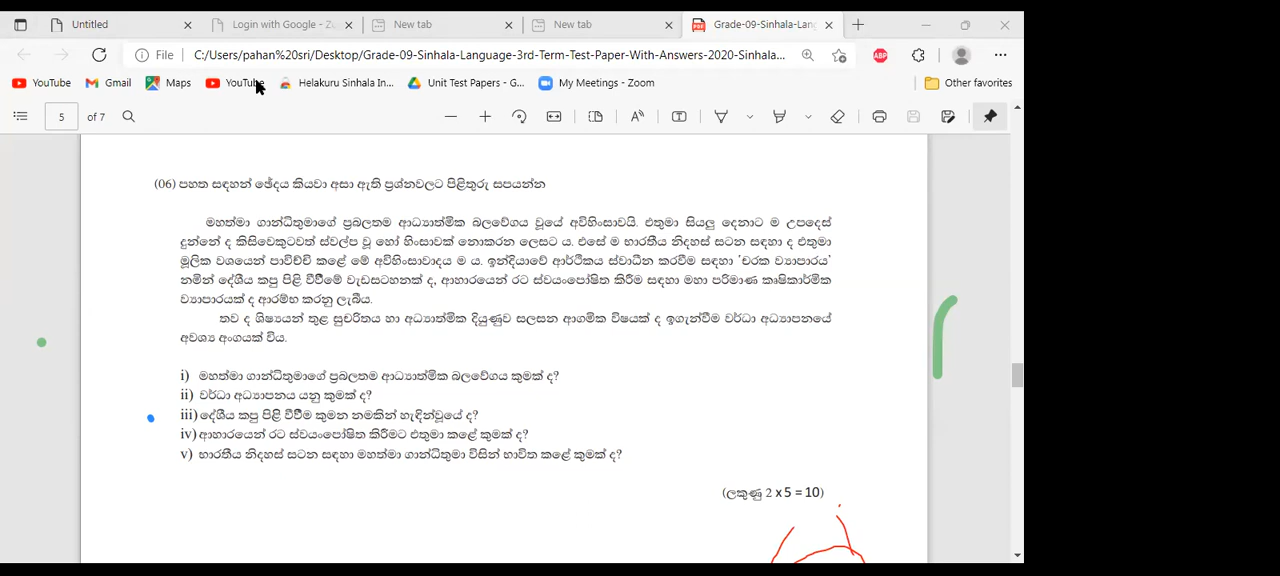 Untitled
Login with Google - Z
New tab
New tab
Grade-09-Sinhala-Lan
File C:/Users/pahan%20sri/Desktop/Grade-09-Sinhala-Language-3rd-Term-Test-Paper-With-Answers-2020-Sinhala...
YouTube Gmail Maps YouTube Helakuru Sinhala In... Unit Test Papers - G... My Meetings - Zoom Other favorites
5 of 7
(06) පහත සඳහන් ඡේදය කියවා අසා ඇති ප්‍රශ්නවලට පිළිතුරු සපයන්න
මහත්මා ගාන්ධිතුමාගේ ප්‍රබලතම ආධ්‍යාත්මික බලවේගය වූයේ අවිහිංසාවයි. එතුමා සියලු දෙනාට ම උපදෙස්
දුන්නේ ද කිසිවෙකුටවත් ස්වල්ප වූ හෝ හිංසාවක් නොකරන ලෙසට ය. එසේ ම භාරතීය නිදහස් සටන සඳහා ද එතුමා
මූලික වශයෙන් පාවිච්චි කළේ මේ අවිහිංසාවාදය ම ය. ඉන්දියාවේ ආර්ථිකය ස්වාධීන කරවීම සඳහා 'චරක ව්‍යාපාරය'
නමින් දේශීය කපු පිළි වීවීමේ වැඩසටහනක් ද, ආහාරයෙන් රට ස්වයංපෝෂිත කිරීම සඳහා මහා පරිමාණ කෘෂිකාර්මික
ව්‍යාපාරයක් ද ආරම්භ කරනු ලැබීය.
තව ද ශිෂ්‍යයන් තුළ සුචරිතය හා අධ්‍යාත්මික දියුණුව සලසන ආගමික විෂයක් ද ඉගැන්වීම වර්ධා අධ්‍යාපනයේ
අවශ්‍ය අංගයක් විය.
i) මහත්මා ගාන්ධිතුමාගේ ප්‍රබලතම ආධ්‍යාත්මික බලවේගය කුමක් ද?
ii) වර්ධා අධ්‍යාපනය යනු කුමක් ද?
iii) දේශීය කපු පිළි වීවීම කුමන නමකින් හැඳින්වූයේ ද?
iv) ආහාරයෙන් රට ස්වයංපෝෂිත කිරීමට එතුමා කළේ කුමක් ද?
v) භාරතීය නිදහස් සටන සඳහා මහත්මා ගාන්ධිතුමා විසින් භාවිත කළේ කුමක් ද?
(ලකුණු 2 x 5 = 10)